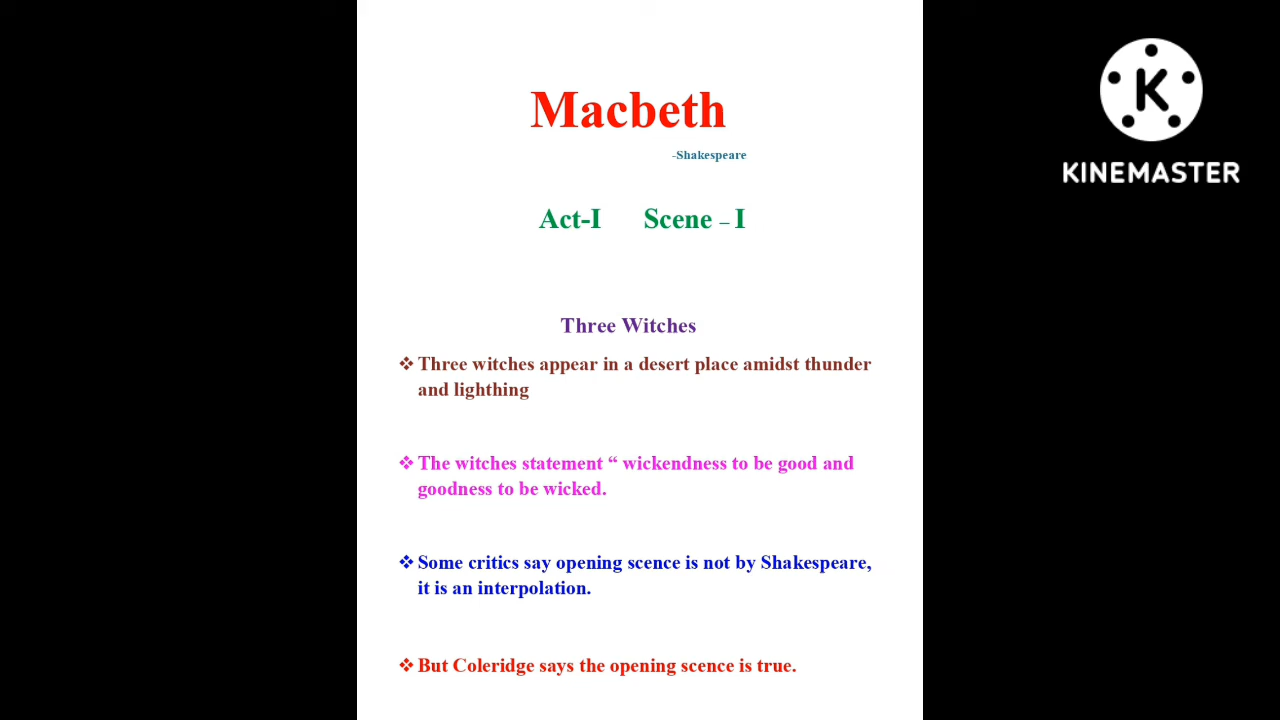 Macbeth
-Shakespeare
Act-I Scene – I
Three Witches
❖ Three witches appear in a desert place amidst thunder
and lighthing
❖ The witches statement “ wickendness to be good and
goodness to be wicked.
❖ Some critics say opening scence is not by Shakespeare,
it is an interpolation.
❖ But Coleridge says the opening scence is true.
K
KINEMASTER